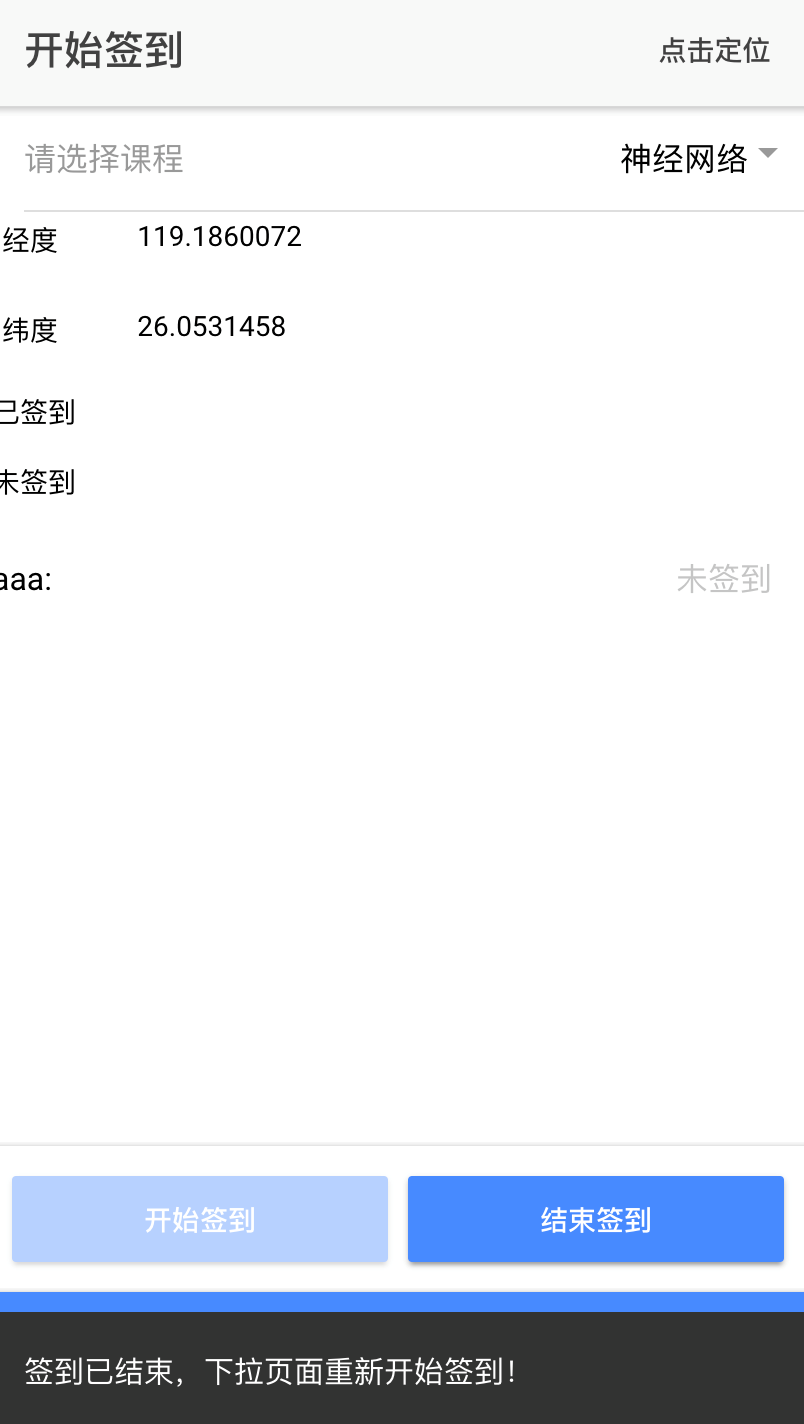 开始签到 点击定位
请选择课程 神经网络
经度 119.1860072
纬度 26.0531458
已签到
未签到
aaa: 未签到
开始签到 结束签到
签到已结束，下拉页面重新开始签到！